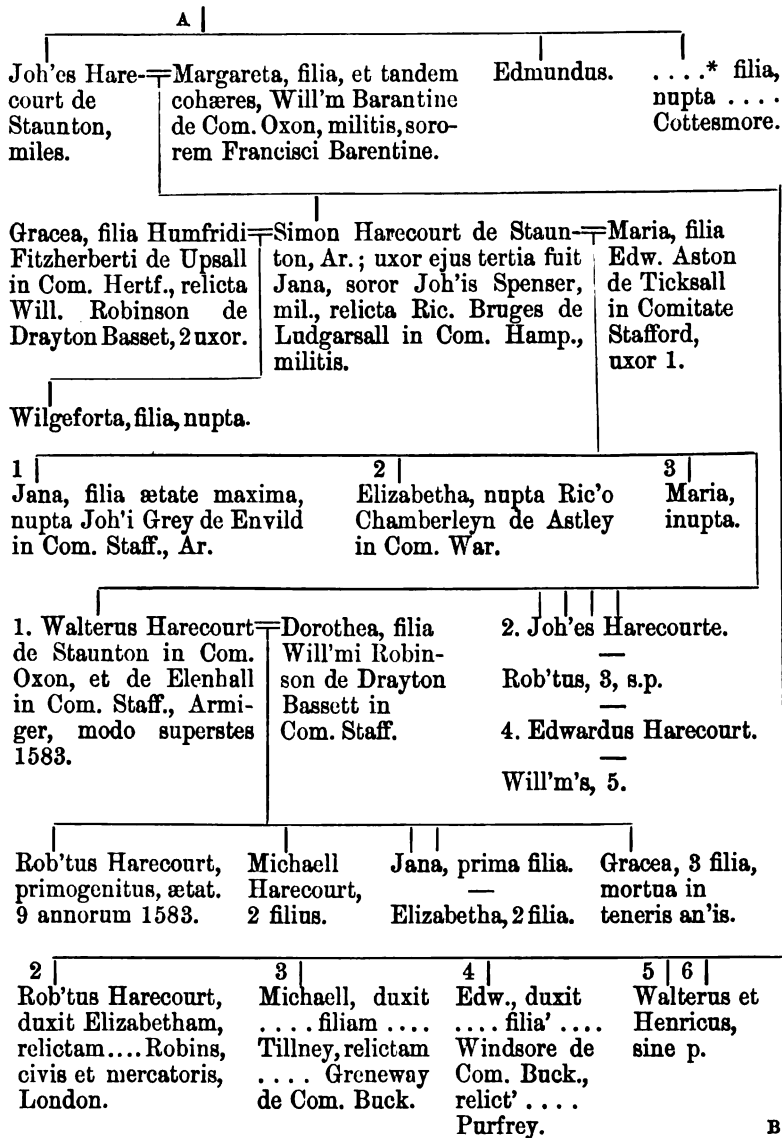 A
Joh'es Hare-
court de
Staunton,
miles.
Margareta, filia, et tandem
cohæres, Will'm Barantine
de Com. Oxon, militis, soro-
rem Francisci Barentine.
Edmundus.
. . . .* filia,
nupta . . . .
Cottesmore.
Gracea, filia Humfridi
Fitzherberti de Upsall
in Com. Hertf., relicta
Will. Robinson de
Drayton Basset, 2 uxor.
Simon Harecourt de Staun-
ton, Ar.; uxor ejus tertia fuit
Jana, soror Joh'is Spenser,
mil., relicta Ric. Bruges de
Ludgarsall in Com. Hamp.,
militis.
Maria, filia
Edw. Aston
de Ticksall
in Comitate
Stafford,
uxor 1.
Wilgeforta, filia, nupta.
1
Jana, filia ætate maxima,
nupta Joh'i Grey de Envild
in Com. Staff., Ar.
2
Elizabetha, nupta Ric'o
Chamberleyn de Astley
in Com. War.
3
Maria,
inupta.
1. Walterus Harecourt
de Staunton in Com.
Oxon, et de Elenhall
in Com. Staff., Armi-
ger, modo superstes
1583.
Dorothea, filia
Will'mi Robin-
son de Drayton
Bassett in
Com. Staff.
2. Joh'es Harecourte.
Rob'tus, 3, s.p.
4. Edwardus Harecourt.
Will'm's, 5.
Rob'tus Harecourt,
primogenitus, ætat.
9 annorum 1583.
Michaell
Harecourt,
2 filius.
Jana, prima filia.
Elizabetha, 2 filia.
Gracea, 3 filia,
mortua in
teneris an'is.
2
Rob'tus Harecourt,
duxit Elizabetham,
relictam.... Robins,
civis et mercatoris,
London.
3
Michaell, duxit
. . . . filiam . . . .
Tillney, relictam
. . . . Greneway
de Com. Buck.
4
Edw., duxit
. . . . filia' . . . .
Windsore de
Com. Buck.,
relict' . . . .
Purfrey.
5 6
Walterus et
Henricus,
sine p.
B